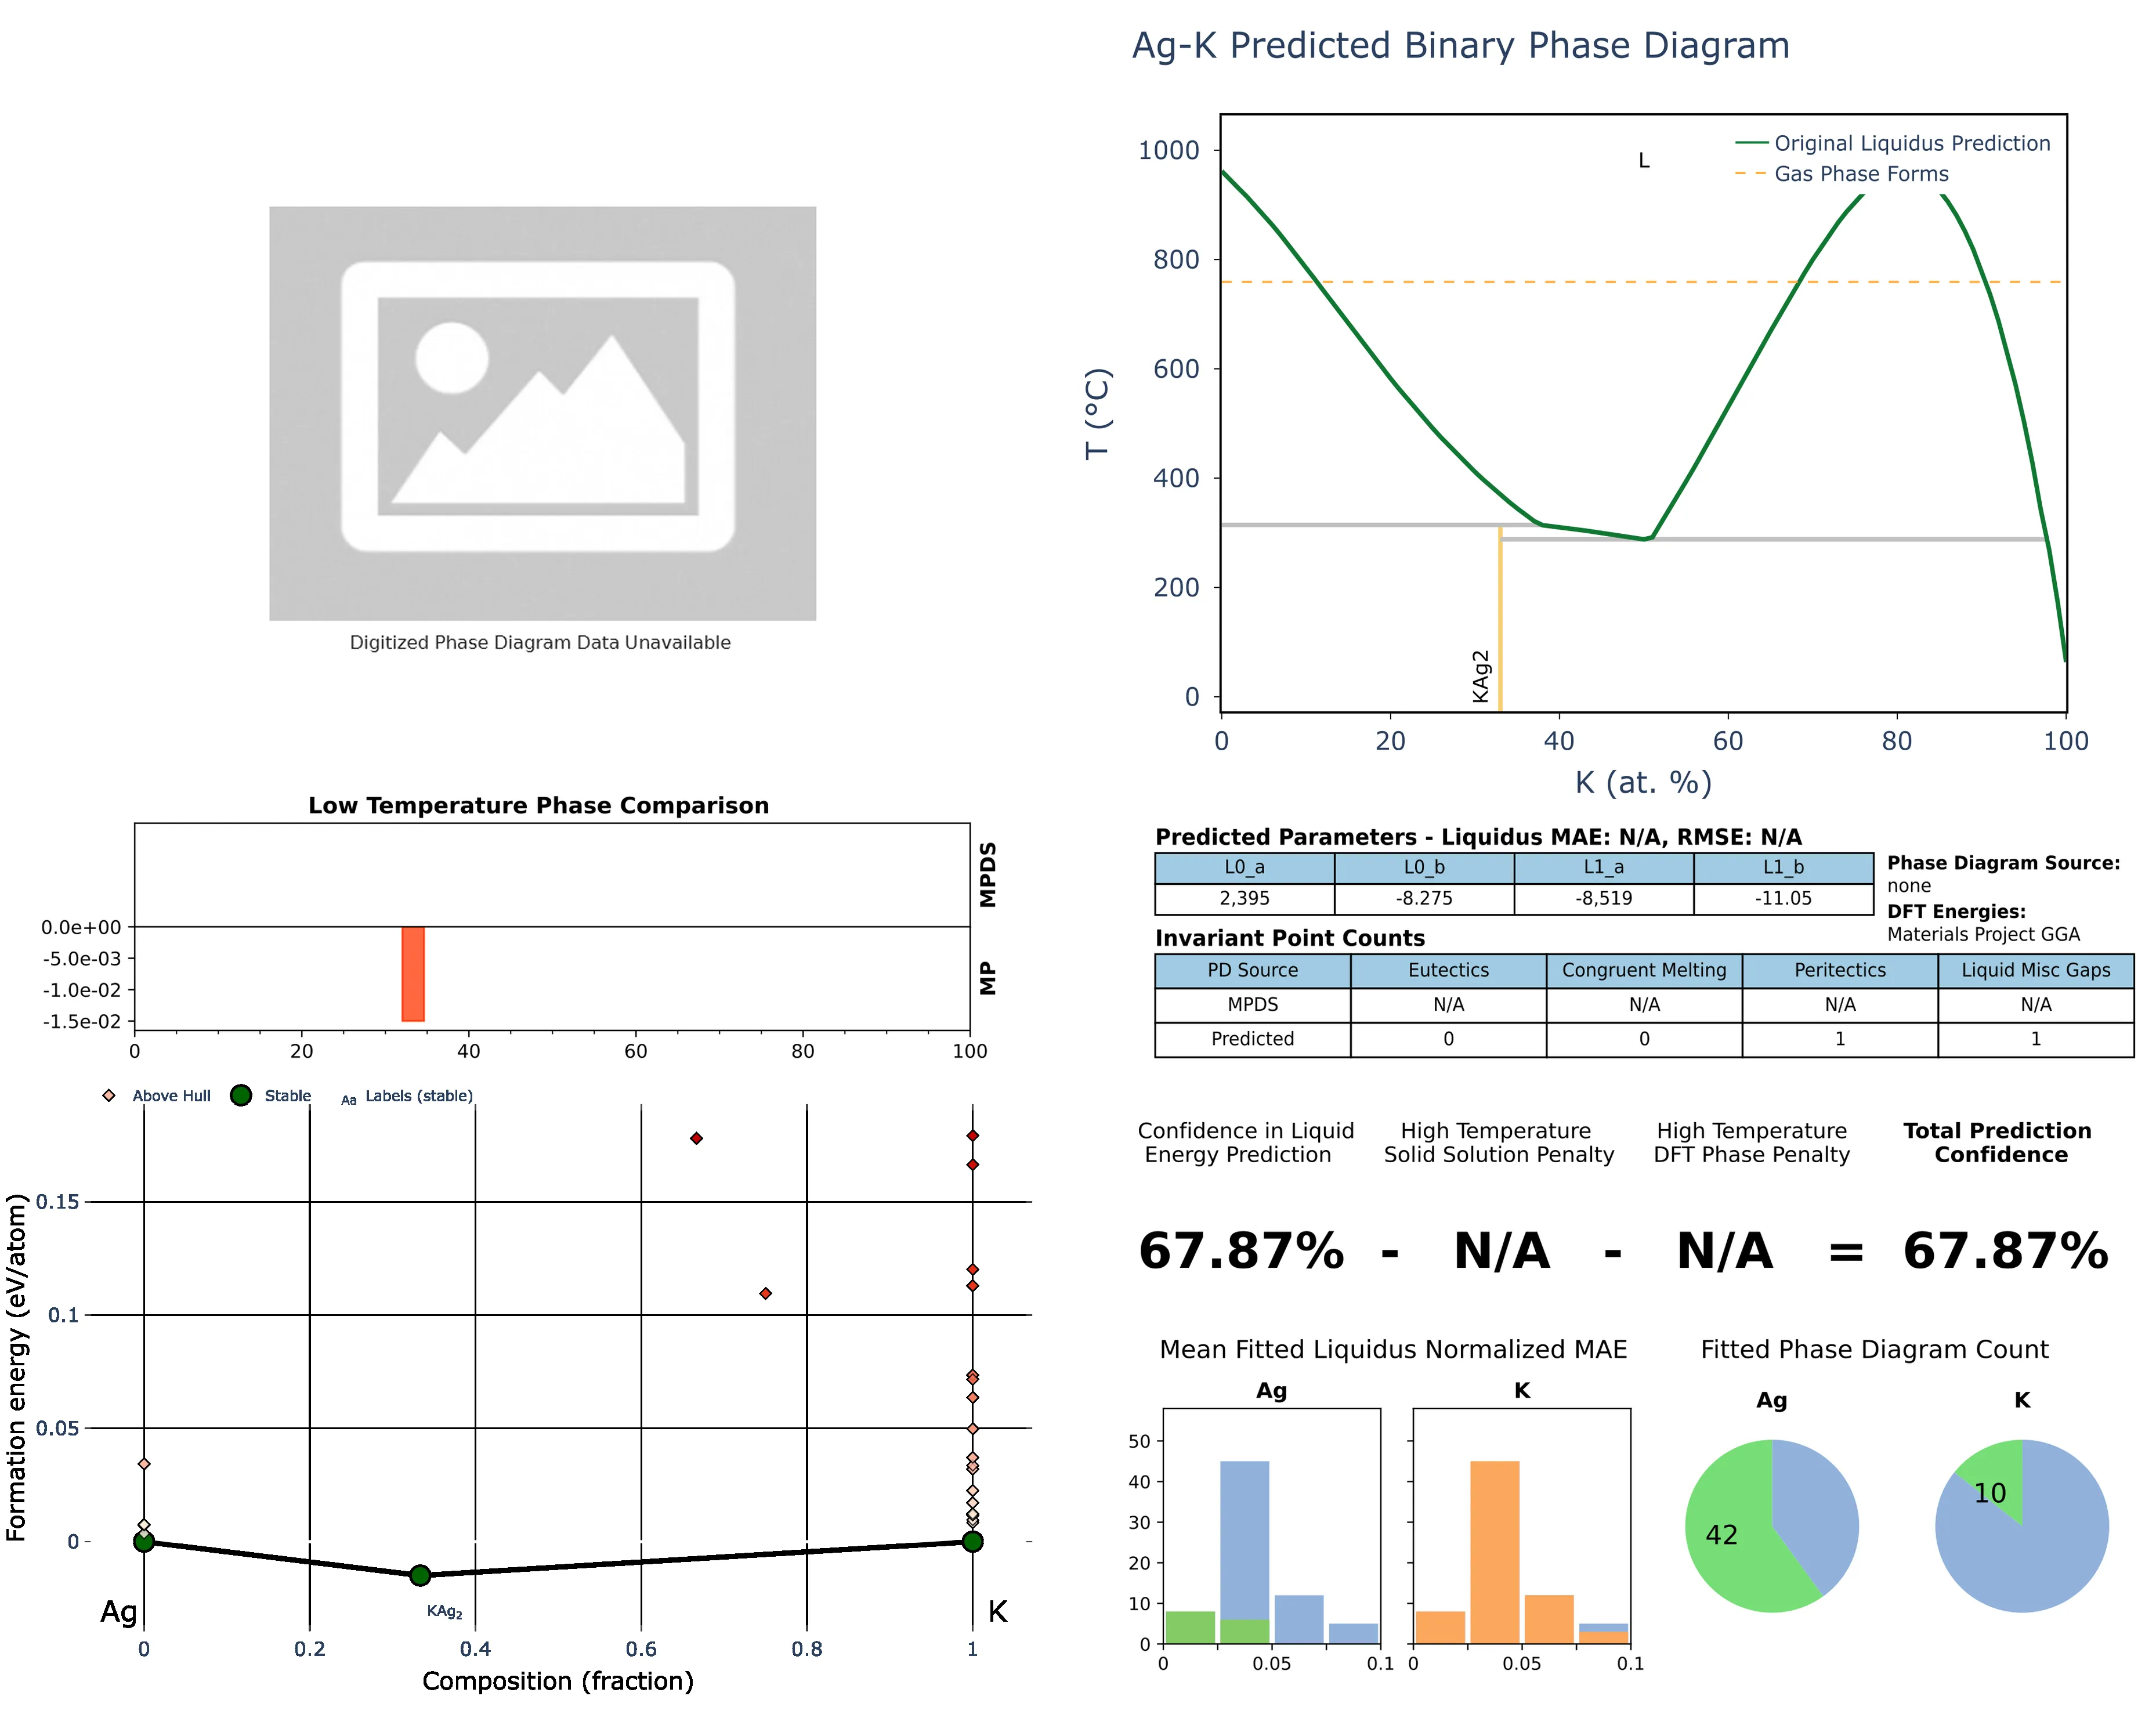 Ag-K Predicted Binary Phase Diagram
Digitized Phase Diagram Data Unavailable
1000
800
600
400
200
0
T (°C)
L
Original Liquidus Prediction
Gas Phase Forms
KAg2
0 20 40 60 80 100
K (at. %)
Low Temperature Phase Comparison
MPDS
MP
0.0e+00
-5.0e-03
-1.0e-02
-1.5e-02
0 20 40 60 80 100
Predicted Parameters - Liquidus MAE: N/A, RMSE: N/A
L0_a L0_b L1_a L1_b
2,395 -8.275 -8,519 -11.05
Phase Diagram Source:
none
DFT Energies:
Materials Project GGA
Invariant Point Counts
PD Source Eutectics Congruent Melting Peritectics Liquid Misc Gaps
MPDS N/A N/A N/A N/A
Predicted 0 0 1 1
Above Hull Stable Aa Labels (stable)
0.15
0.1
0.05
0
Formation energy (eV/atom)
Ag
KAg2
K
0 0.2 0.4 0.6 0.8 1
Composition (fraction)
Confidence in Liquid
Energy Prediction
High Temperature
Solid Solution Penalty
High Temperature
DFT Phase Penalty
Total Prediction
Confidence
67.87% - N/A - N/A = 67.87%
Mean Fitted Liquidus Normalized MAE
Ag
K
50
40
30
20
10
0
0 0.05 0.1
0 0.05 0.1
Fitted Phase Diagram Count
Ag
K
42
10